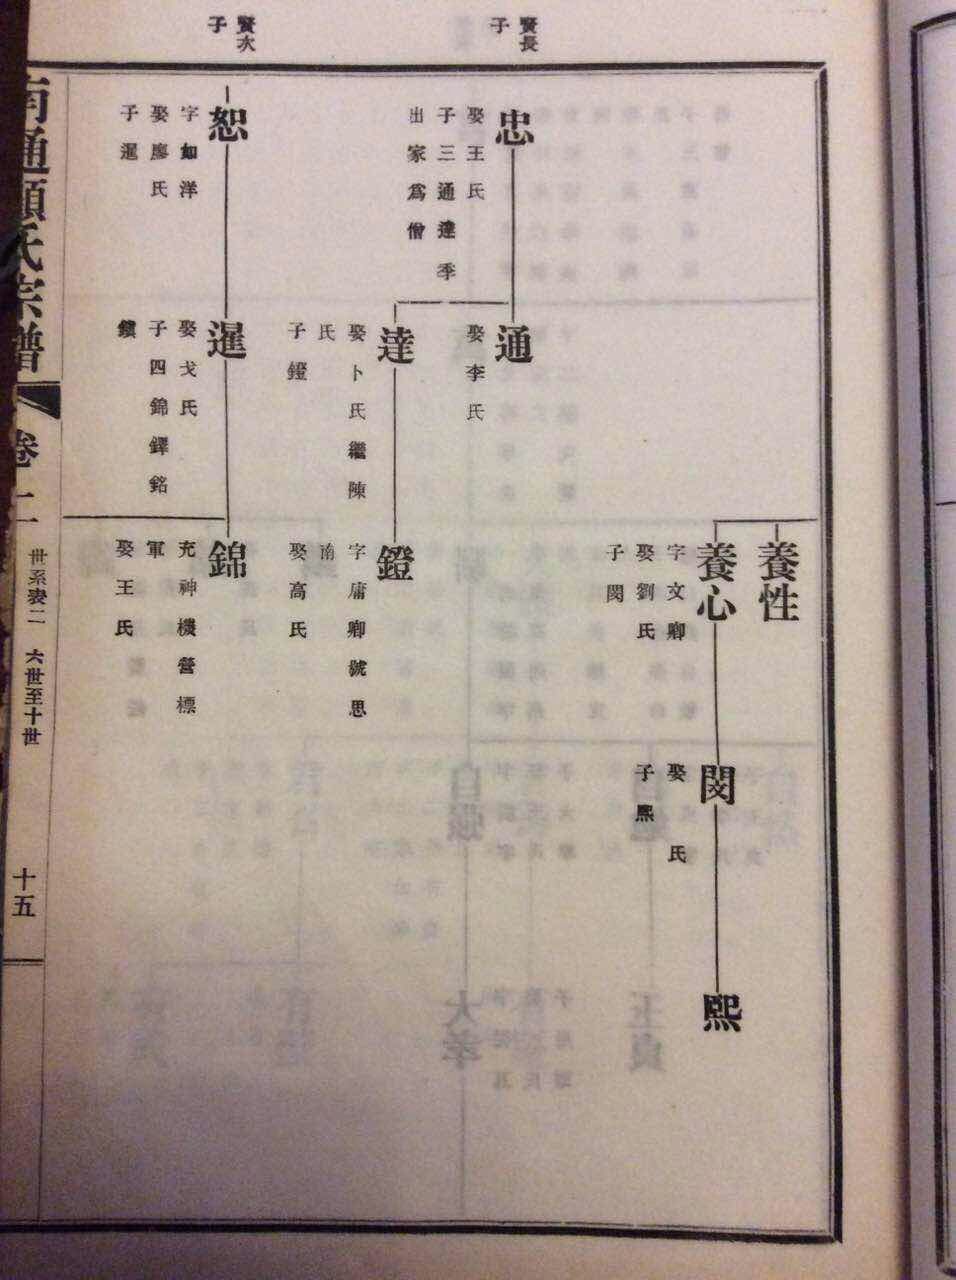 賢長子
忠
娶王氏
子三通達季
出家爲僧
賢次子
恕
字如洋
娶廖氏
子暹
通
娶李氏
達
娶卜氏繼陳
氏
子鐙
暹
娶戈氏
子四錦鐸銘
鐙
字庸卿號思
南
娶高氏
錦
充神機營標
軍
娶王氏
養性
養心
字文卿
娶劉氏
子閔
閔
娶 氏
子熙
熙
南通顧氏宗譜
卷二
世系表二 六世至十世
十五